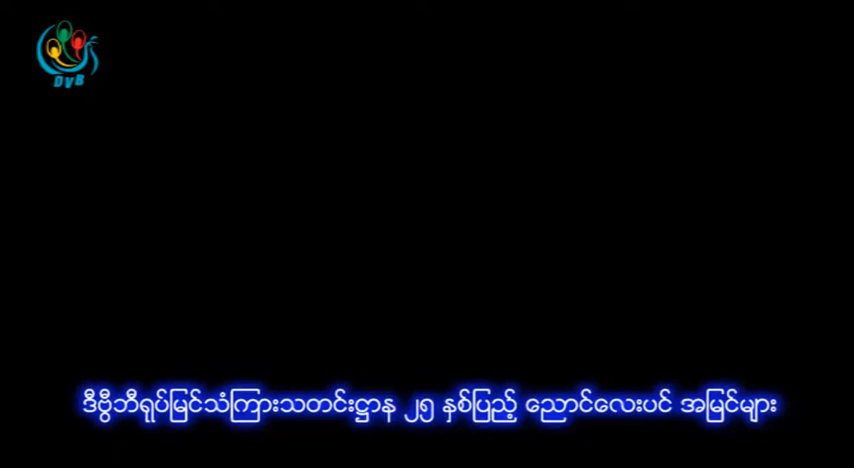 DVB
ဒီဗွီဘီရုပ်မြင်သံကြားသတင်းဌာန ၂၅ နှစ်ပြည့် ညောင်လေးပင် အမြင်များ